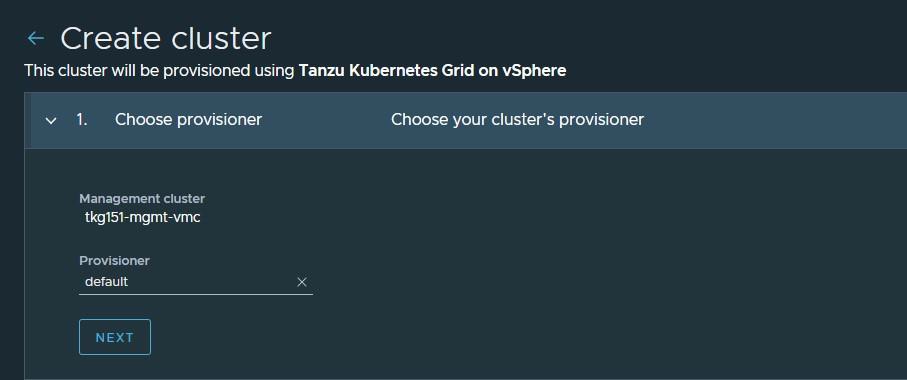 Create cluster
This cluster will be provisioned using Tanzu Kubernetes Grid on vSphere
1. Choose provisioner Choose your cluster's provisioner
Management cluster
tkg151-mgmt-vmc
Provisioner
default
NEXT